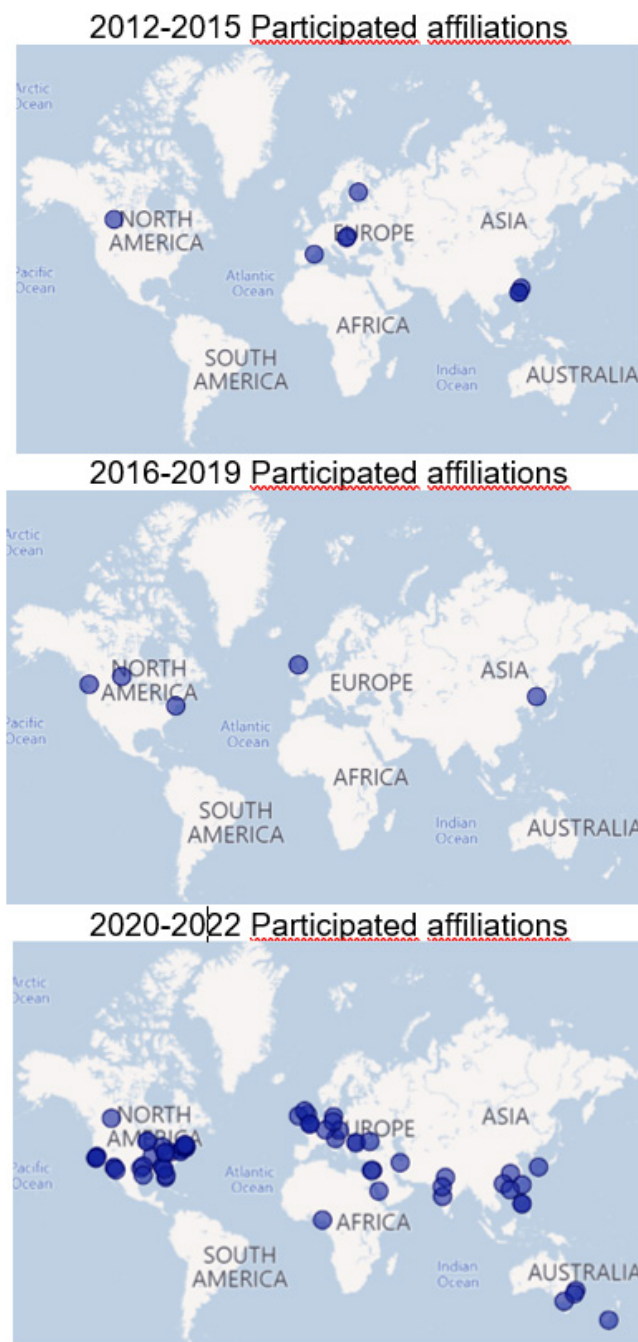 2012-2015 Participated affiliations
Arctic
Ocean
NORTH
AMERICA
EUROPE
ASIA
Pacific
Ocean
Atlantic
Ocean
AFRICA
SOUTH
AMERICA
Indian
Ocean
AUSTRALIA
2016-2019 Participated affiliations
Arctic
Ocean
NORTH
AMERICA
EUROPE
ASIA
Pacific
Ocean
Atlantic
Ocean
AFRICA
SOUTH
AMERICA
Indian
Ocean
AUSTRALIA
2020-2022 Participated affiliations
Arctic
Ocean
NORTH
AMERICA
EUROPE
ASIA
Pacific
Ocean
Atlantic
Ocean
AFRICA
SOUTH
AMERICA
Indian
Ocean
AUSTRALIA